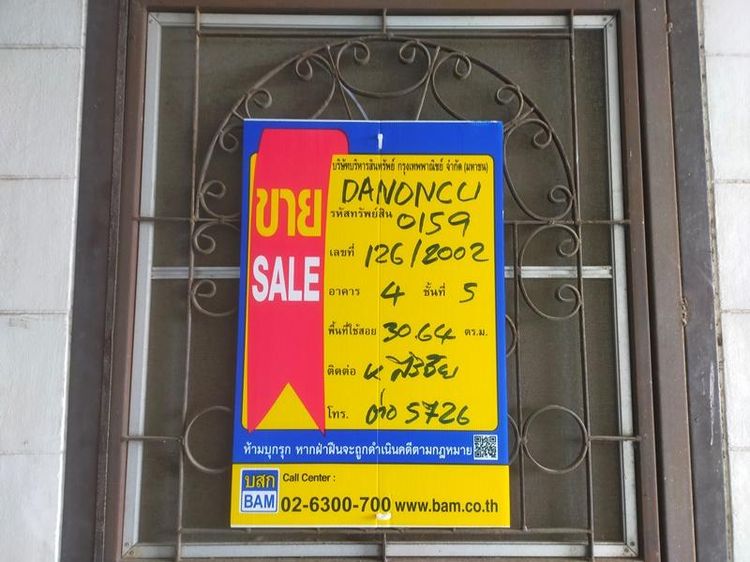 บริษัทบริหารสินทรัพย์ กรุงเทพพาณิชย์ จำกัด (มหาชน)
ขาย
SALE
DANONCU
รหัสทรัพย์สิน 0159
เลขที่ 126/2002
อาคาร 4 ชั้นที่ 5
พื้นที่ใช้สอย 30.64 ตร.ม.
ติดต่อ
โทร. ต่อ 5726
ห้ามบุกรุก หากฝ่าฝืนจะถูกดำเนินคดีตามกฎหมาย
บสก
BAM
Call Center :
02-6300-700 www.bam.co.th